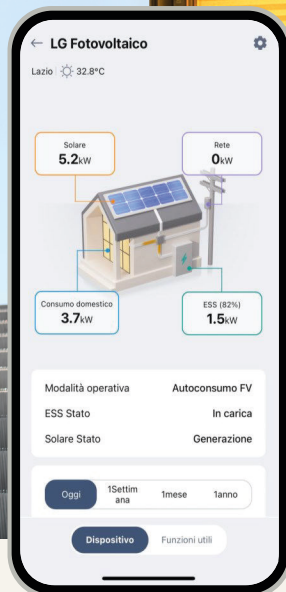 ← LG Fotovoltaico
Lazio 32.8°C
Solare
5.2kW
Rete
0kW
Consumo domestico
3.7kW
ESS (82%)
1.5kW
Modalità operativa Autoconsumo FV
ESS Stato In carica
Solare Stato Generazione
Oggi 1Settim
ana 1mese 1anno
Dispositivo Funzioni utili